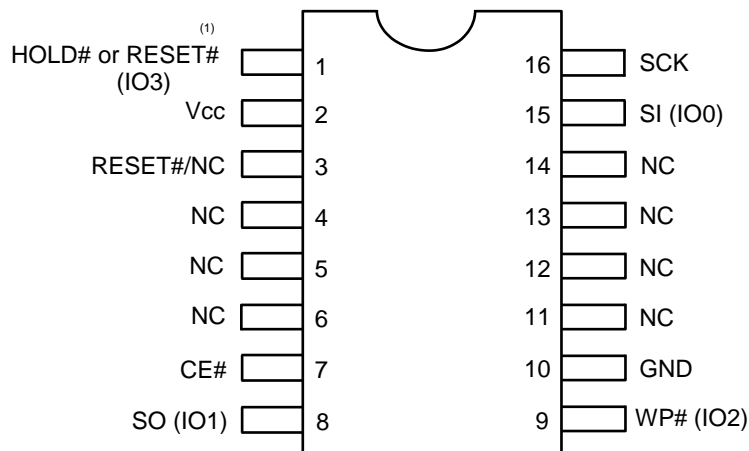 (1)
HOLD# or RESET# 1 16 SCK
(IO3)
Vcc 2 15 SI (IO0)
RESET#/NC 3 14 NC
NC 4 13 NC
NC 5 12 NC
NC 6 11 NC
CE# 7 10 GND
SO (IO1) 8 9 WP# (IO2)